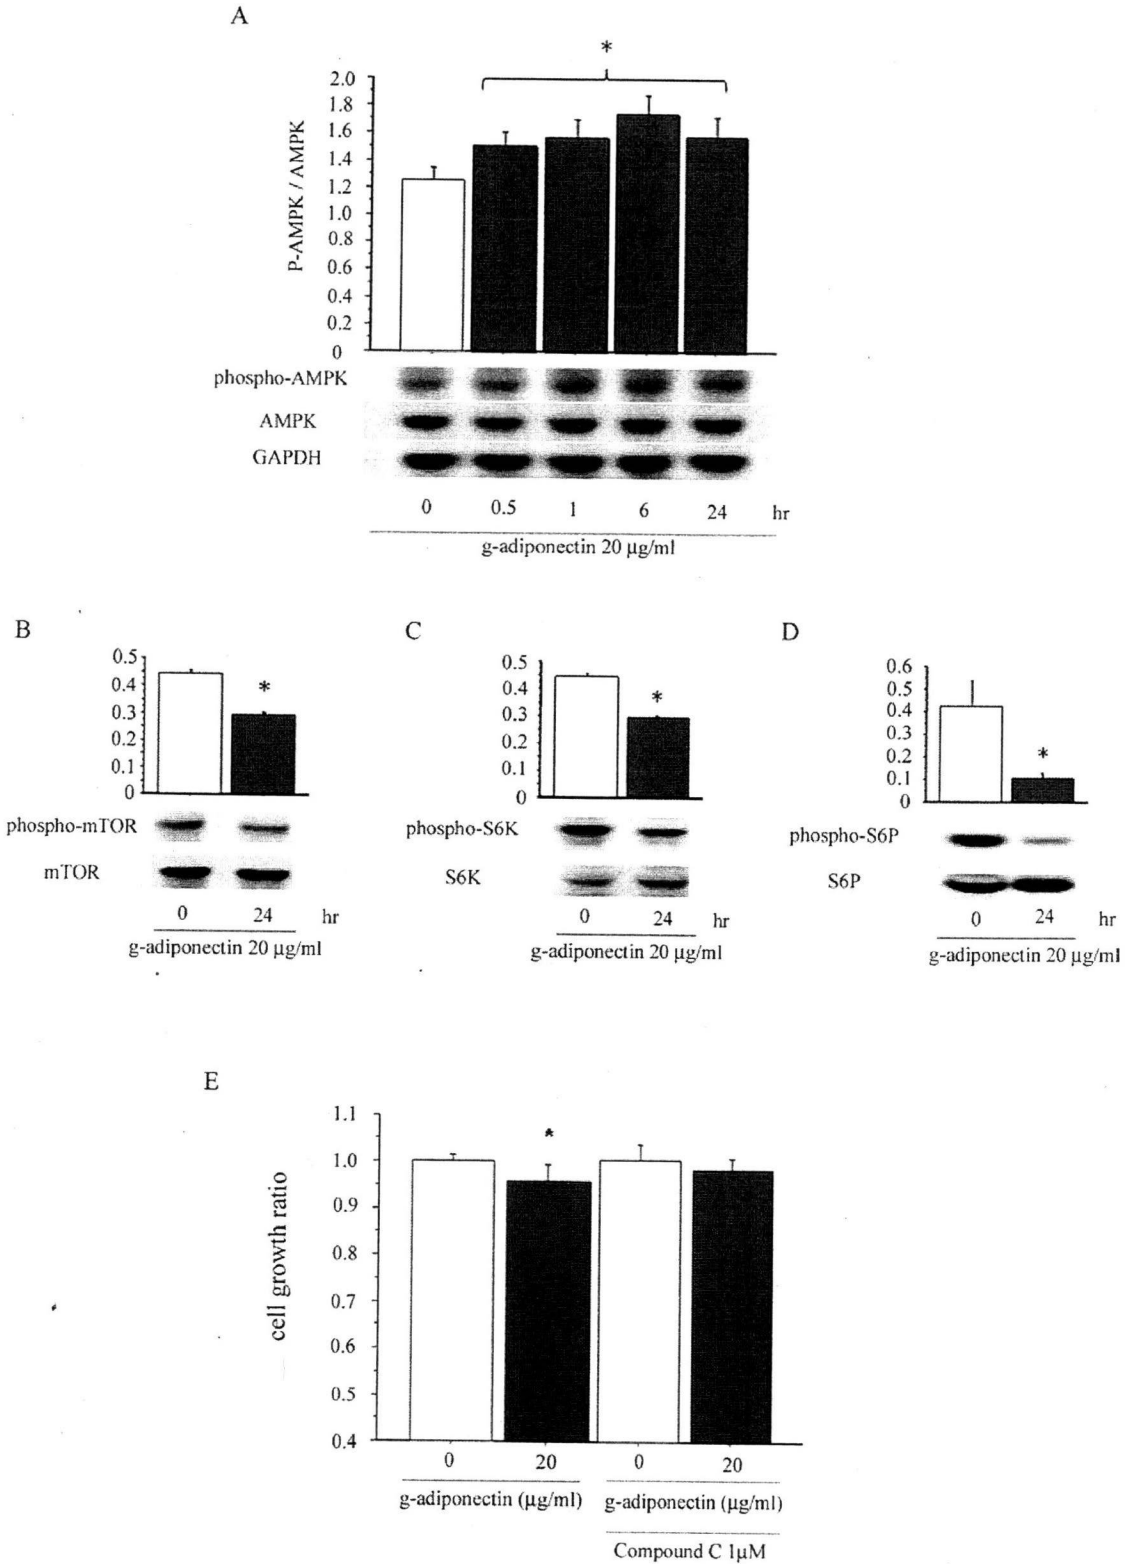 A
*
2.0
1.8
1.6
1.4
1.2
1.0
0.8
0.6
0.4
0.2
0
P-AMPK / AMPK
phospho-AMPK
AMPK
GAPDH
0 0.5 1 6 24 hr
g-adiponectin 20 µg/ml
B
0.5
0.4
0.3
0.2
0.1
0
*
phospho-mTOR
mTOR
0 24 hr
g-adiponectin 20 µg/ml
C
0.5
0.4
0.3
0.2
0.1
0
*
phospho-S6K
S6K
0 24 hr
g-adiponectin 20 µg/ml
D
0.6
0.5
0.4
0.3
0.2
0.1
0
*
phospho-S6P
S6P
0 24 hr
g-adiponectin 20 µg/ml
E
1.1
1.0
0.9
0.8
0.7
0.6
0.5
0.4
cell growth ratio
*
0 20 0 20
g-adiponectin (µg/ml) g-adiponectin (µg/ml)
Compound C 1µM